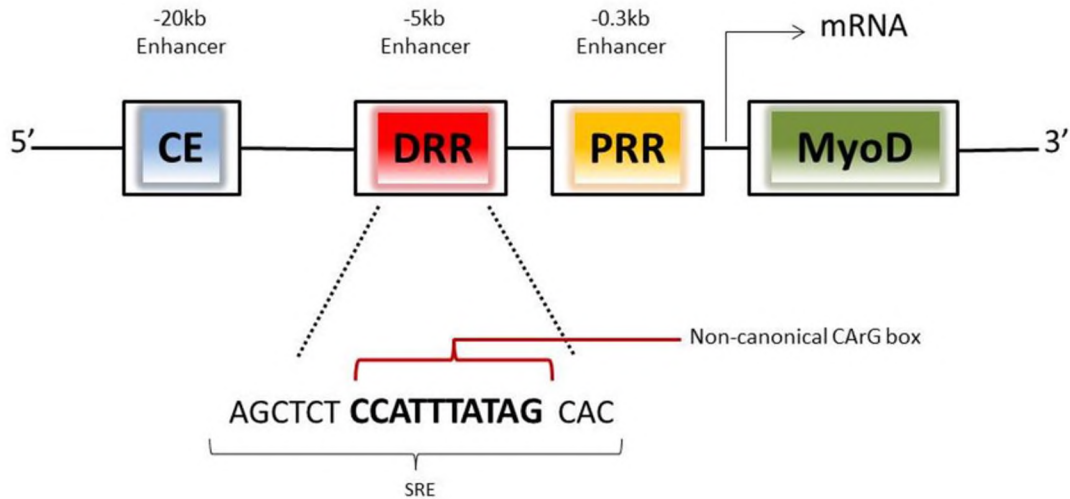 -20kb
Enhancer
-5kb
Enhancer
-0.3kb
Enhancer
mRNA
5’
CE
DRR
PRR
MyoD
3’
Non-canonical CArG box
AGCTCT CCATTTATAG CAC
SRE